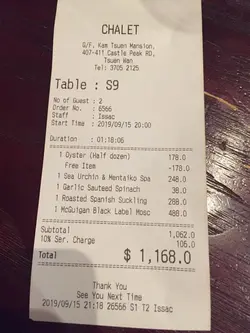 CHALET
G/F, Kam Tsuen Mansion,
407-411 Castle Peak RD,
Tsuen Wan
Tel: 3705 2125
Table : S9
No of Guest : 2
Order No. : 6566
Staff : Issac
Start Time : 2019/09/15 20:00
Duration : 01:18:06
1 Oyster (Half dozen) 178.0
Free Item -178.0
1 Sea Urchin & Mentaiko Spa 248.0
1 Garlic Sauteed Spinach 38.0
1 Roasted Spanish Suckling 288.0
1 McGuigan Black Label Mosc 488.0
Subtotal 1,062.0
10% Ser. Charge 106.0
Total $ 1,168.0
Thank You
See You Next Time
2019/09/15 21:18 26566 S1 T2 Issac